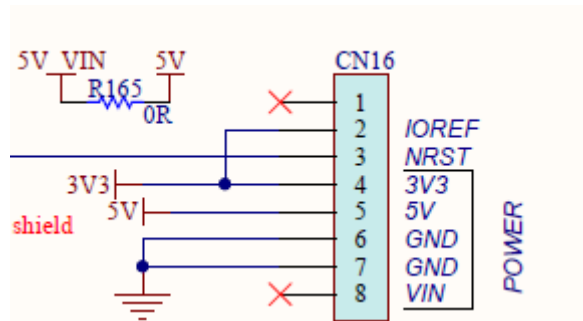 5V_VIN 5V
R165
0R
CN16
1
2 IOREF
3 NRST
3V3 4 3V3
5V 5 5V
shield
6 GND
7 GND
8 VIN
POWER